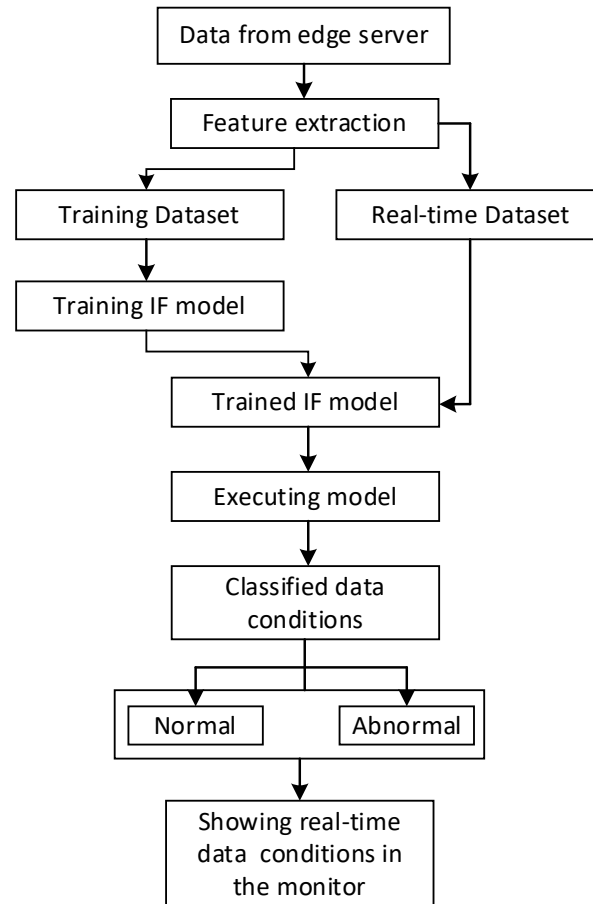 Data from edge server
Feature extraction
Training Dataset
Real-time Dataset
Training IF model
Trained IF model
Executing model
Classified data
conditions
Normal
Abnormal
Showing real-time
data conditions in
the monitor